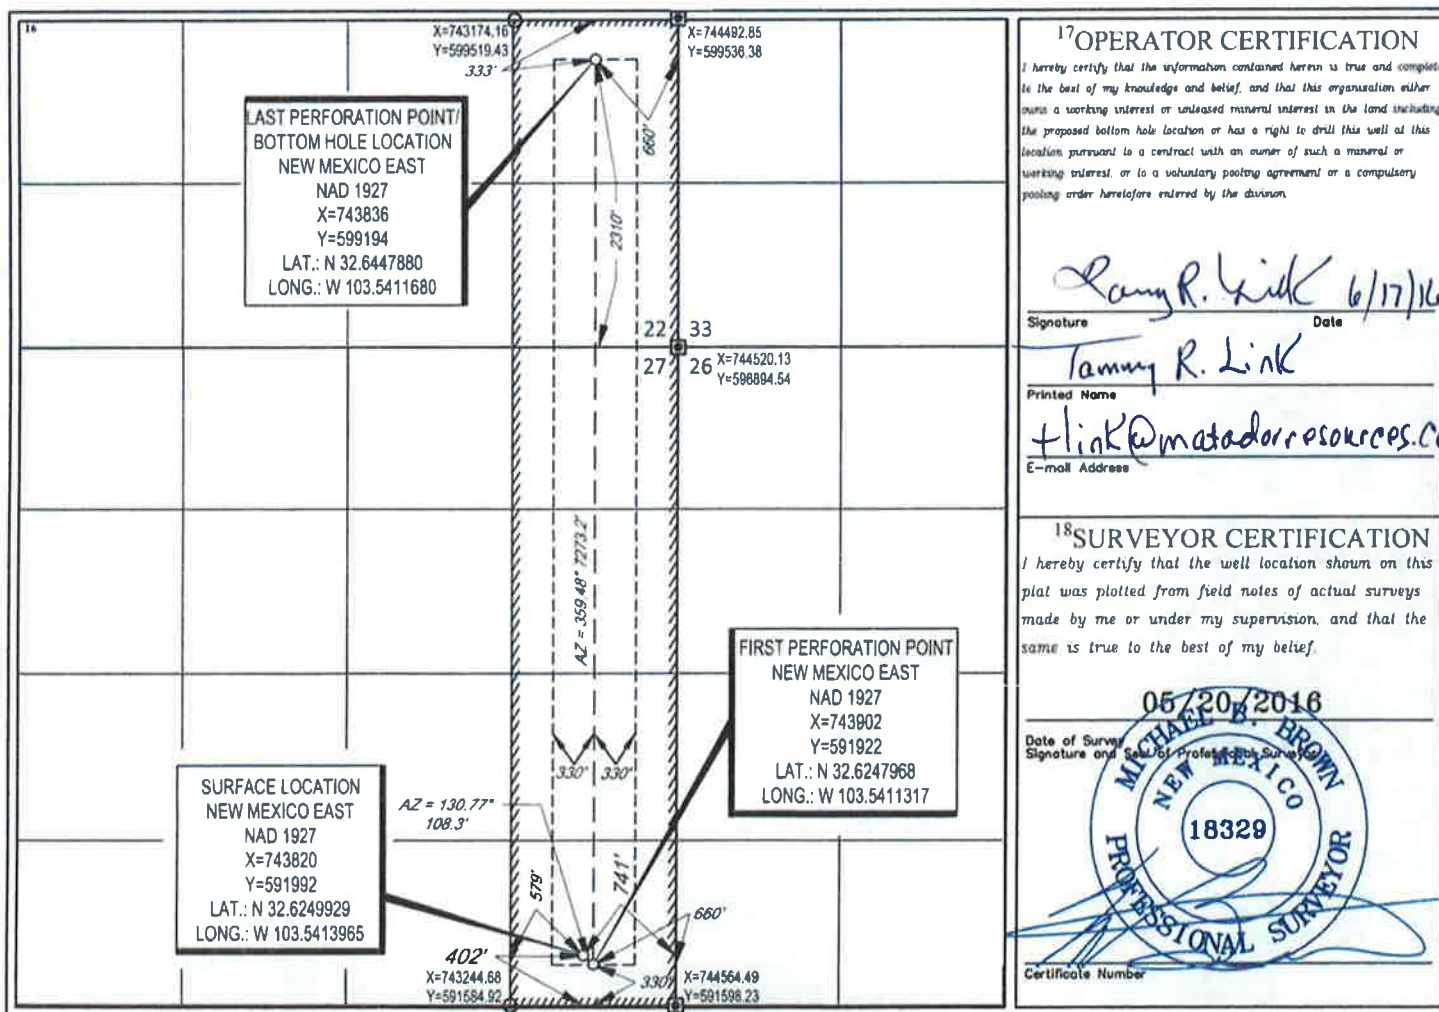 16
X=743174.16
Y=599519.43
333'
X=744492.85
Y=599536.38
660'
LAST PERFORATION POINT/
BOTTOM HOLE LOCATION
NEW MEXICO EAST
NAD 1927
X=743836
Y=599194
LAT.: N 32.6447880
LONG.: W 103.5411680
2310'
22 33
27 26
X=744520.13
Y=596894.54
AZ = 359.48° 7273.2'
FIRST PERFORATION POINT
NEW MEXICO EAST
NAD 1927
X=743902
Y=591922
LAT.: N 32.6247968
LONG.: W 103.5411317
330' 330'
SURFACE LOCATION
NEW MEXICO EAST
NAD 1927
X=743820
Y=591992
LAT.: N 32.6249929
LONG.: W 103.5413965
AZ = 130.77°
108.3'
579'
741'
660'
402'
330'
X=743244.68
Y=591584.92
X=744564.49
Y=591598.23
17 OPERATOR CERTIFICATION
I hereby certify that the information contained herein is true and complete
to the best of my knowledge and belief, and that this organization either
owns a working interest or unleased mineral interest in the land including
the proposed bottom hole location or has a right to drill this well at this
location pursuant to a contract with an owner of such a mineral or
working interest, or to a voluntary pooling agreement or a compulsory
pooling order heretofore entered by the division
Tammy R. Link 6/17/16
Signature Date
Tammy R. Link
Printed Name
tlink@matadorresources.co
E-mail Address
18 SURVEYOR CERTIFICATION
I hereby certify that the well location shown on this
plat was plotted from field notes of actual surveys
made by me or under my supervision, and that the
same is true to the best of my belief.
05/20/2016
Date of Survey
Signature and Seal of Professional Surveyor
MICHAEL B. BROWN
NEW MEXICO
18329
PROFESSIONAL SURVEYOR
Certificate Number